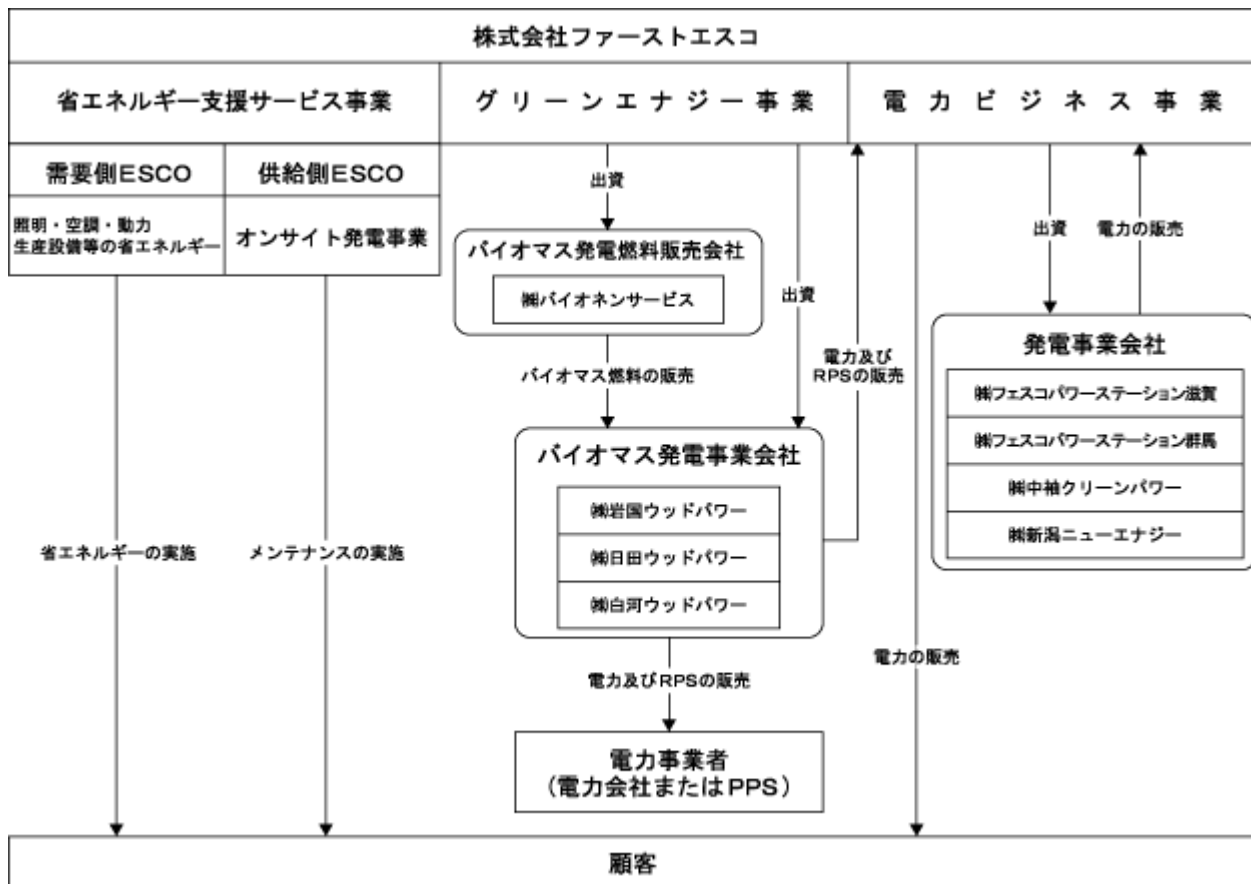 株式会社ファーストエスコ
省エネルギー支援サービス事業
グリーンエナジー事業
電力ビジネス事業
需要側ESCO
供給側ESCO
照明・空調・動力
生産設備等の省エネルギー
オンサイト発電事業
出資
バイオマス発電燃料販売会社
㈱バイオネンサービス
出資
出資
電力の販売
バイオマス燃料の販売
電力及び
RPSの販売
発電事業会社
㈱フェスコパワーステーション滋賀
㈱フェスコパワーステーション群馬
㈱中袖クリーンパワー
㈱新潟ニューエナジー
バイオマス発電事業会社
㈱岩国ウッドパワー
㈱日田ウッドパワー
㈱白河ウッドパワー
省エネルギーの実施
メンテナンスの実施
電力の販売
電力及びRPSの販売
電力事業者
(電力会社またはPPS)
顧客